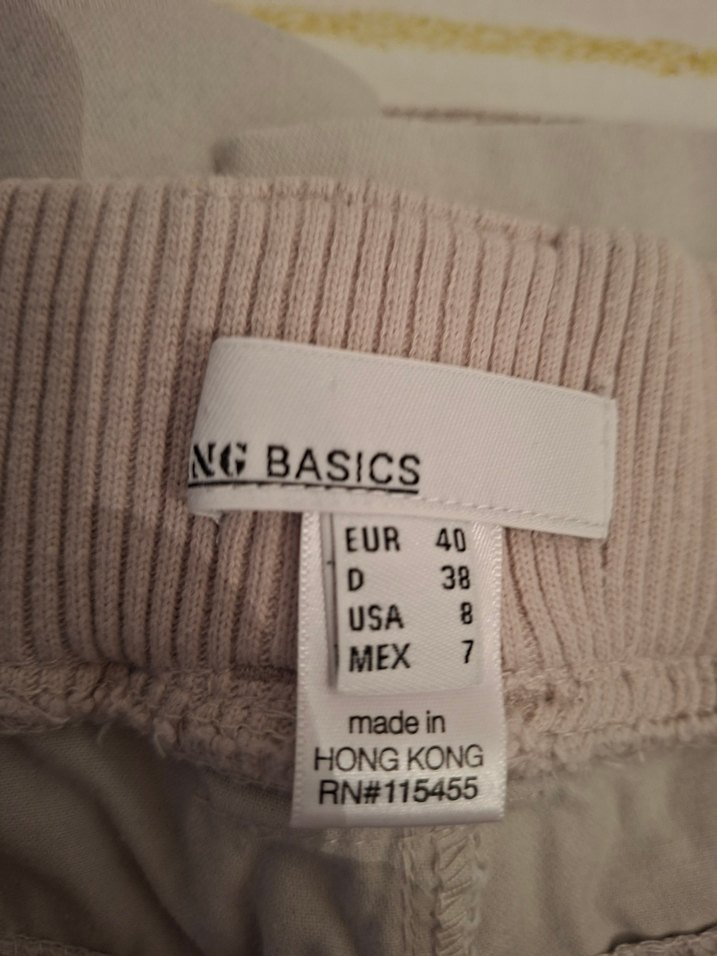 NG BASICS
EUR 40
D 38
USA 8
MEX 7
made in
HONG KONG
RN#115455